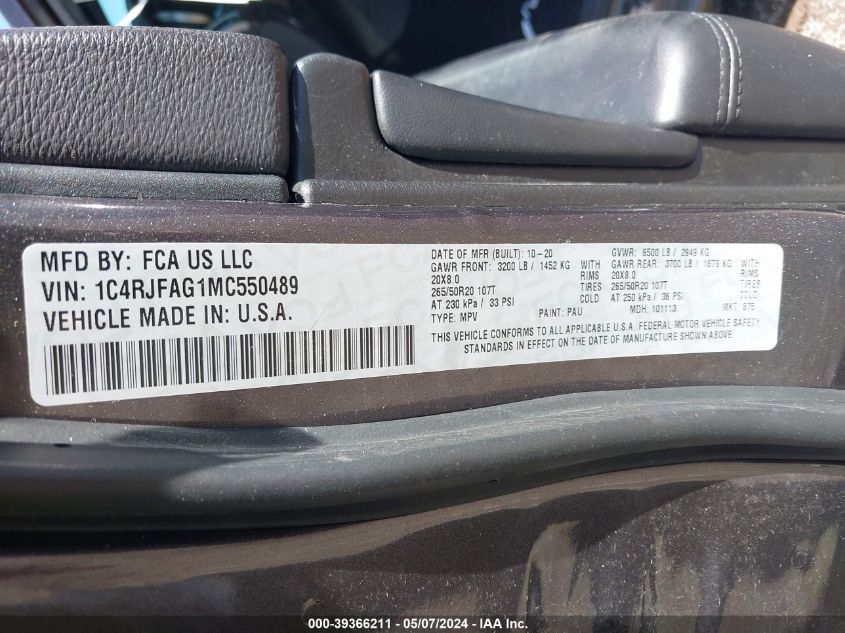 MFD BY: FCA US LLC
VIN: 1C4RJFAG1MC550489
VEHICLE MADE IN: U.S.A.
DATE OF MFR (BUILT): 10-20
GAWR FRONT: 3200 LB / 1452 KG WITH
20X8.0 RIMS
265/50R20 107T TIRES
AT 230 kPa / 33 PSI COLD
TYPE: MPV PAINT: PAU
GVWR: 6500 LB / 2949 KG
GAWR REAR: 3700 LB / 1679 KG WITH
20X8.0 RIMS
265/50R20 107T TIRES
AT 250 kPa / 36 PSI COLD
MDH: 101113 MKT: 875
THIS VEHICLE CONFORMS TO ALL APPLICABLE U.S.A. FEDERAL MOTOR VEHICLE SAFETY
STANDARDS IN EFFECT ON THE DATE OF MANUFACTURE SHOWN ABOVE.
000-39366211 - 05/07/2024 - IAA Inc.